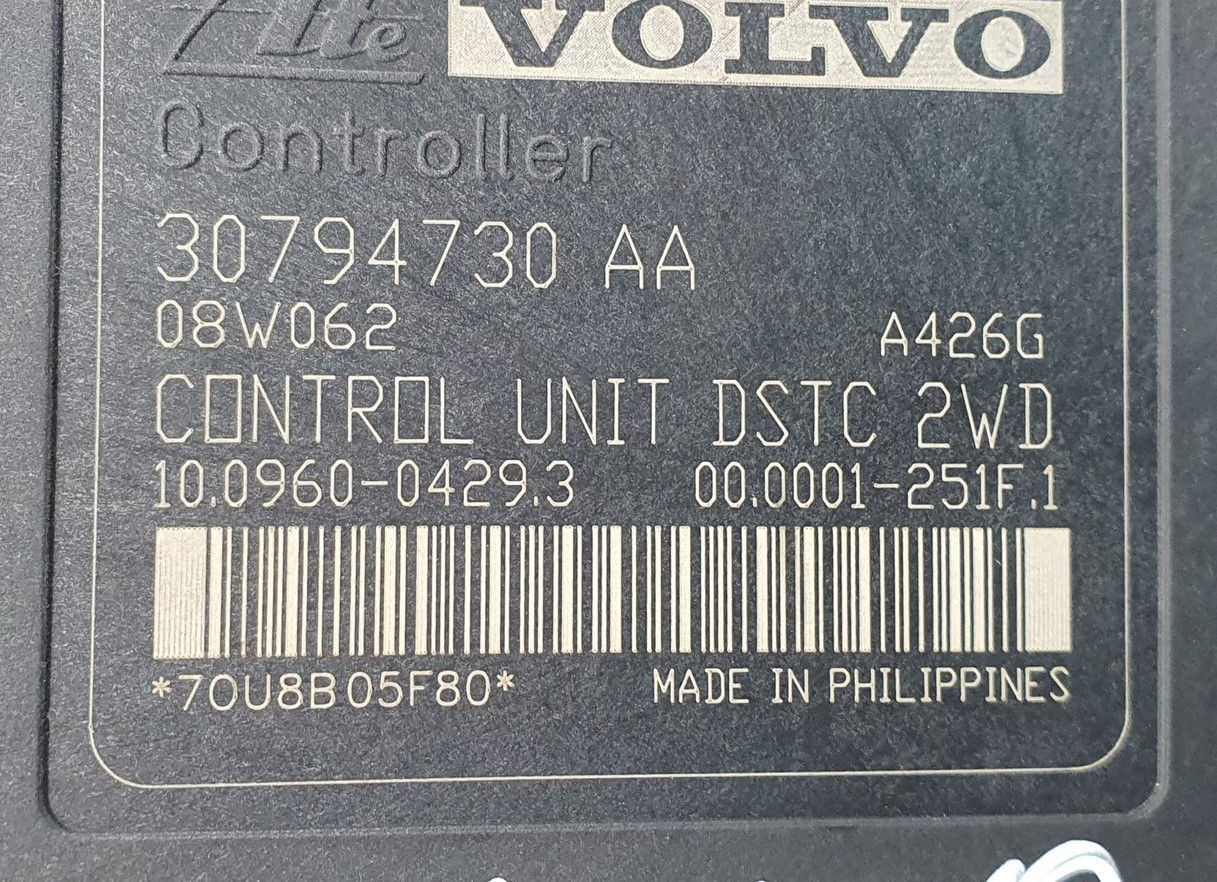 Ate VOLVO
Controller
30794730 AA
08W062 A426G
CONTROL UNIT DSTC 2WD
10.0960-0429.3 00.0001-251F.1
*70U8B05F80* MADE IN PHILIPPINES